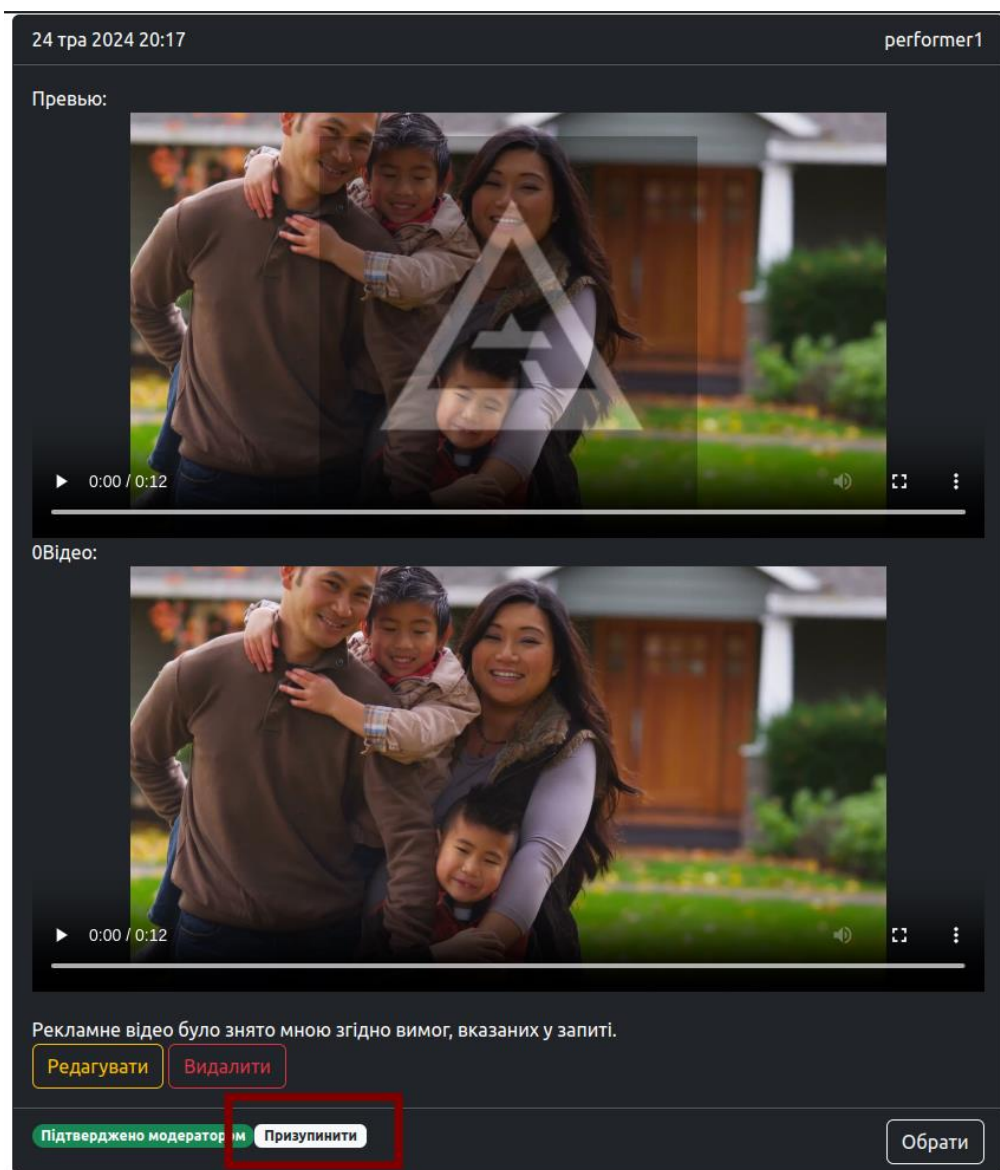 24 тра 2024 20:17 performer1
Превью:
0:00 / 0:12
0Відео:
0:00 / 0:12
Рекламне відео було знято мною згідно вимог, вказаних у запиті.
Редагувати Видалити
Підтверджено модератором Призупинити Обрати